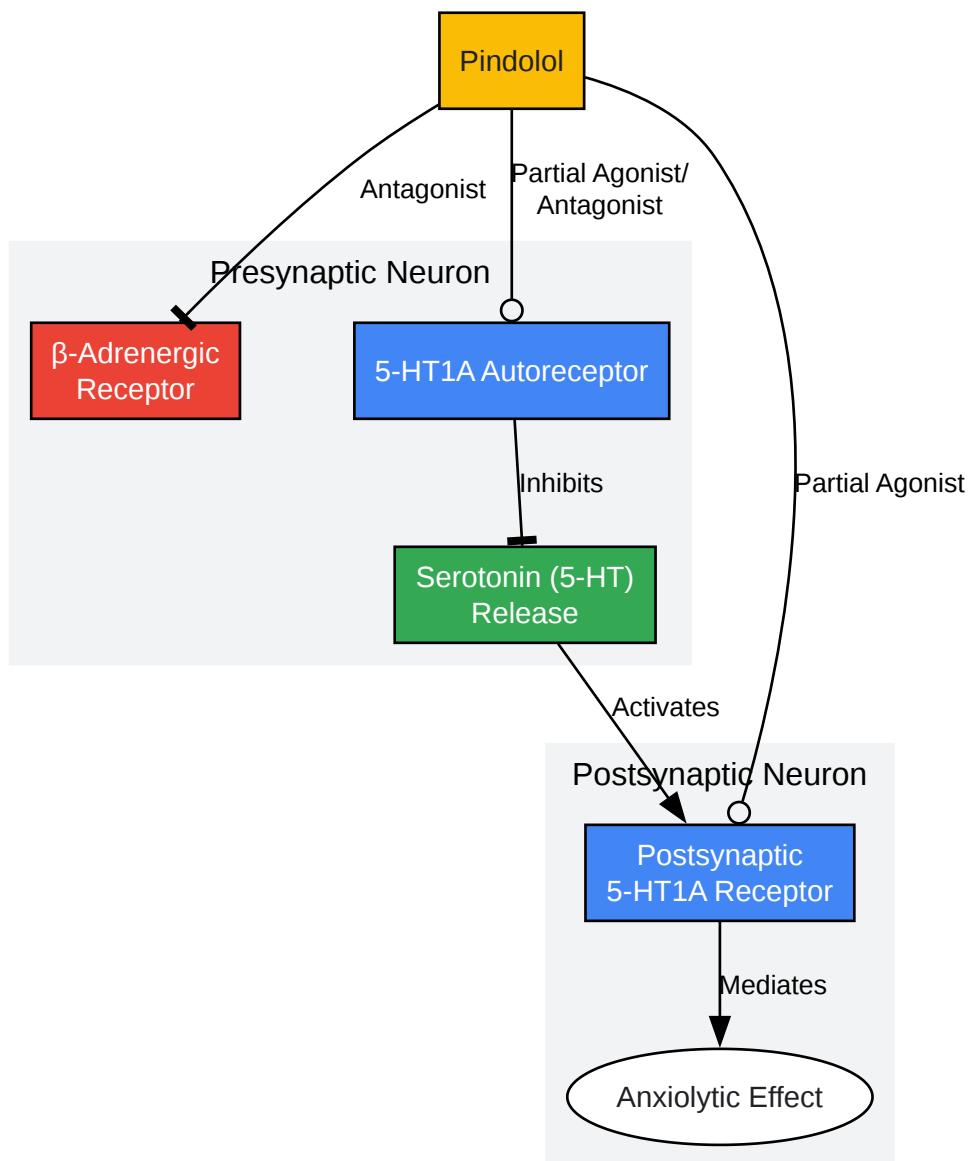 Pindolol
Antagonist
Partial Agonist/
Antagonist
Presynaptic Neuron
β-Adrenergic
Receptor
5-HT1A Autoreceptor
Inhibits
Partial Agonist
Serotonin (5-HT)
Release
Activates
Postsynaptic Neuron
Postsynaptic
5-HT1A Receptor
Mediates
Anxiolytic Effect